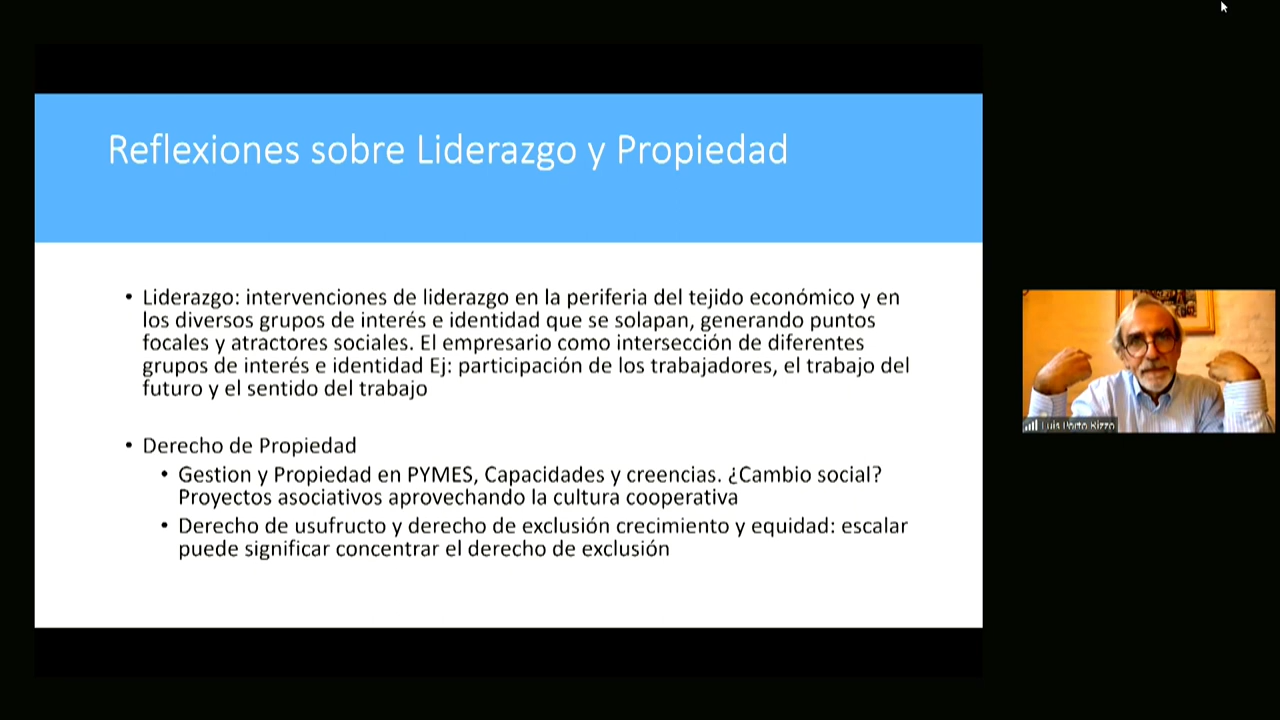 Reflexiones sobre Liderazgo y Propiedad
• Liderazgo: intervenciones de liderazgo en la periferia del tejido económico y en
los diversos grupos de interés e identidad que se solapan, generando puntos
focales y atractores sociales. El empresario como intersección de diferentes
grupos de interés e identidad Ej: participación de los trabajadores, el trabajo del
futuro y el sentido del trabajo
• Derecho de Propiedad
• Gestion y Propiedad en PYMES, Capacidades y creencias. ¿Cambio social?
Proyectos asociativos aprovechando la cultura cooperativa
• Derecho de usufructo y derecho de exclusión crecimiento y equidad: escalar
puede significar concentrar el derecho de exclusión
Luis Porto Rizzo